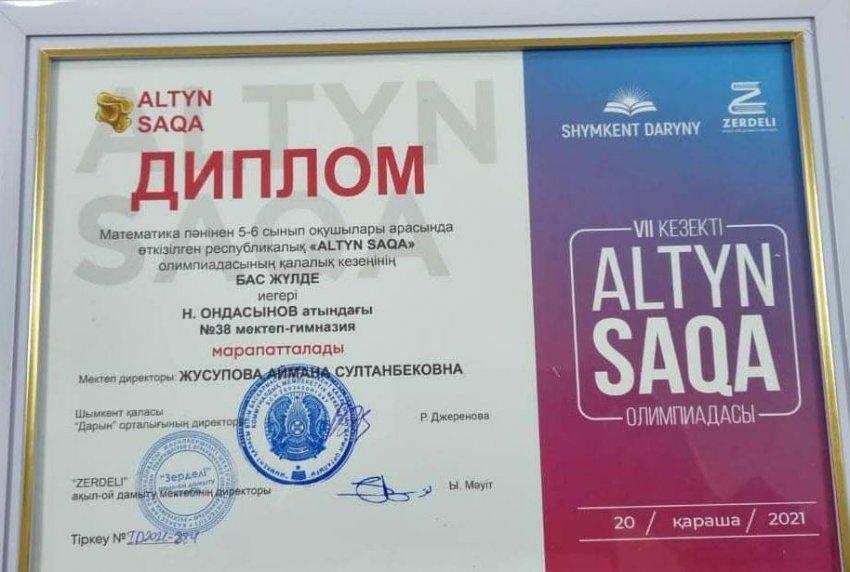 ALTYN
SAQA
ДИПЛОМ
Математика пәнінен 5-6 сынып оқушылары арасында
өткізілген республикалық «ALTYN SAQA»
олимпиадасының қалалық кезеңінің
БАС ЖҮЛДЕ
иегері
Н. ОНДАСЫНОВ атындағы
№38 мектеп-гимназия
марапатталады
Мектеп директоры: ЖУСУПОВА АЙМАНА СУЛТАНБЕКОВНА
Шымкент қаласы
"Дарын" орталығының директоры
Р. Джеренова
"ZERDELI"
ақыл-ой дамыту мектебінің директоры
Ы. Мәуіт
"Зерделі"
Тіркеу №
SHYMKENT DARYNY
ZERDELI
VII КЕЗЕКТІ
ALTYN
SAQA
ОЛИМПИАДАСЫ
20 / қараша / 2021